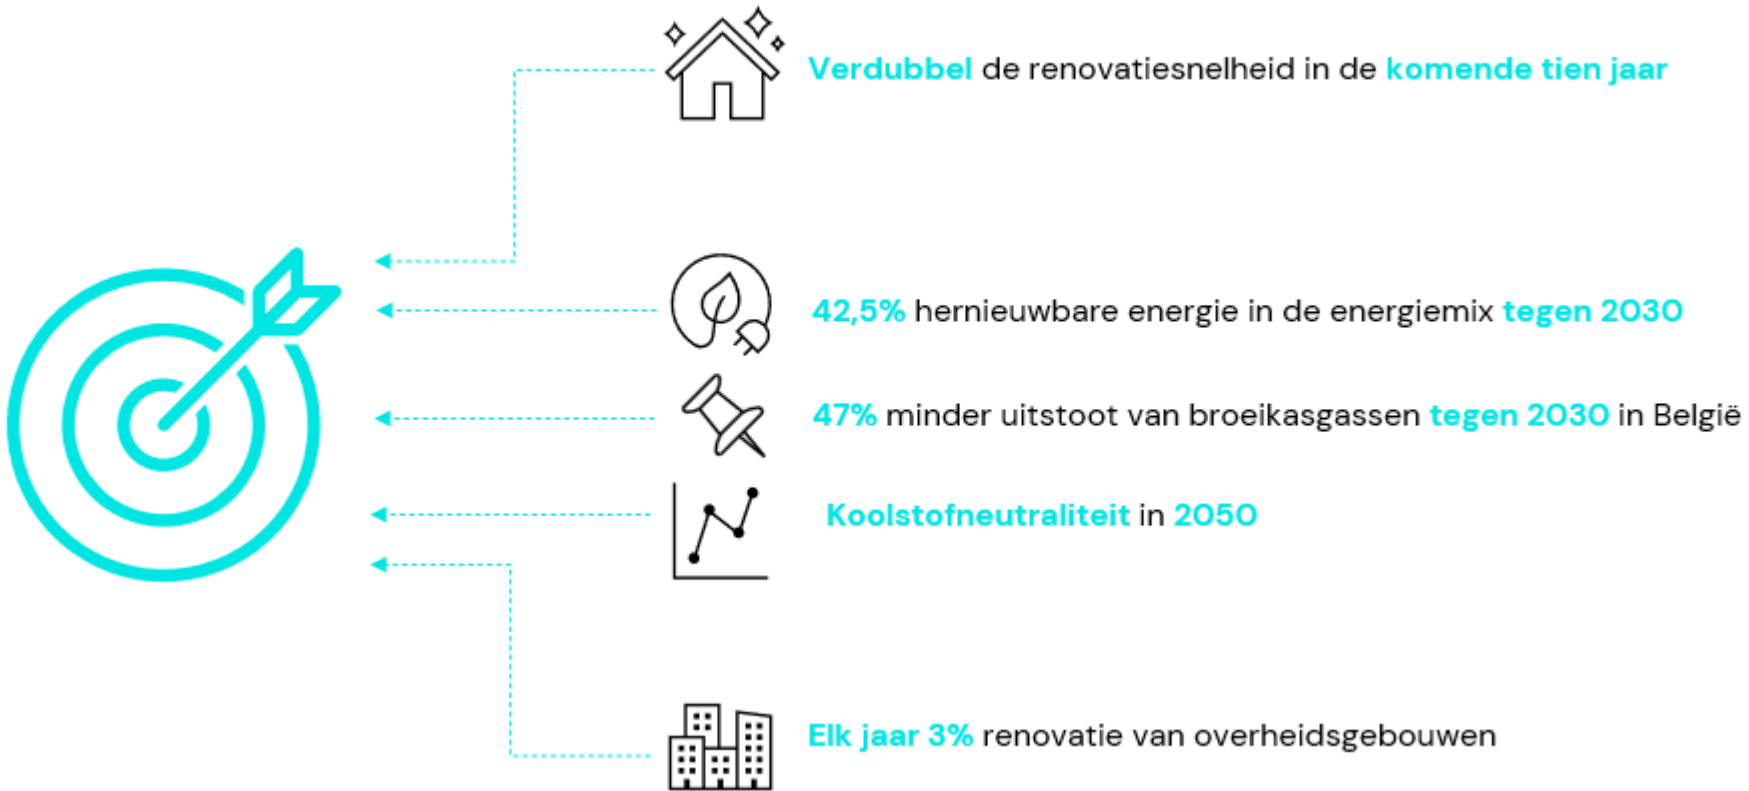 Verdubbel de renovatiesnelheid in de komende tien jaar
42,5% hernieuwbare energie in de energiemix tegen 2030
47% minder uitstoot van broeikasgassen tegen 2030 in België
Koolstofneutraliteit in 2050
Elk jaar 3% renovatie van overheidsgebouwen